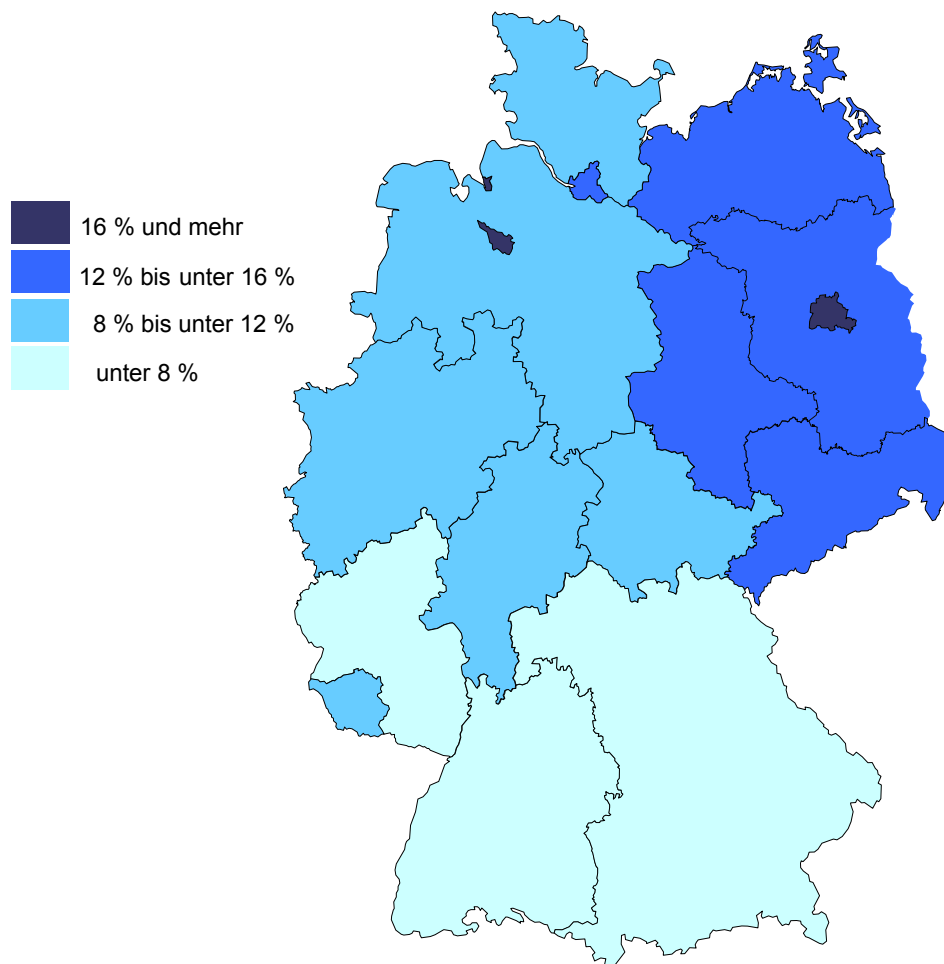 16 % und mehr
12 % bis unter 16 %
8 % bis unter 12 %
unter 8 %